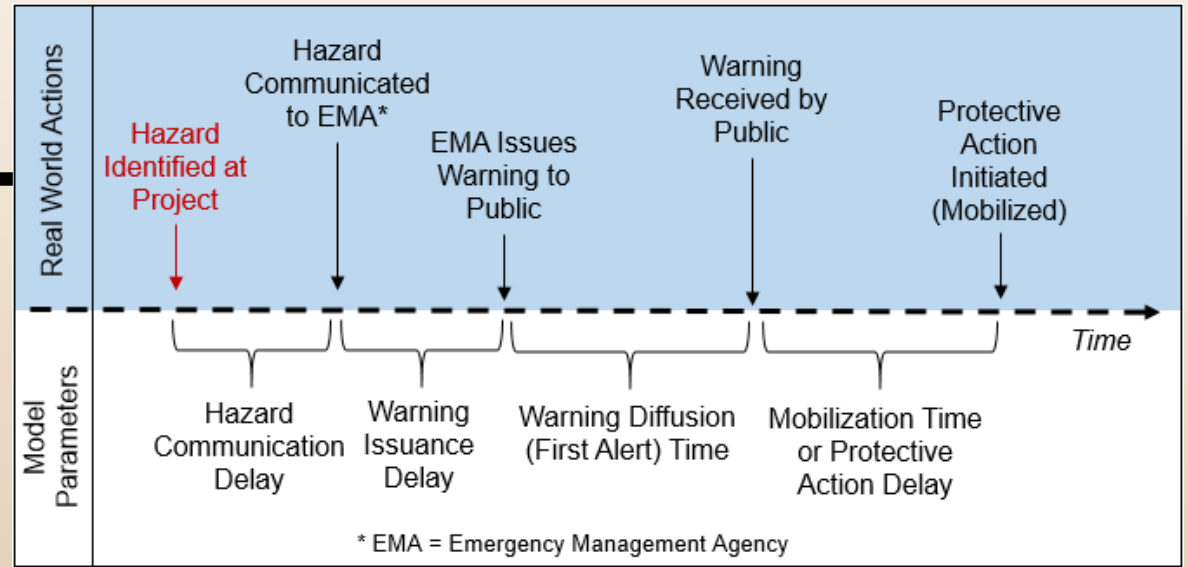 Real World Actions
Hazard
Identified at
Project
Hazard
Communicated
to EMA*
EMA Issues
Warning to
Public
Warning
Received by
Public
Protective
Action
Initiated
(Mobilized)
Time
Model
Parameters
Hazard
Communication
Delay
Warning
Issuance
Delay
Warning Diffusion
(First Alert) Time
Mobilization Time
or Protective
Action Delay
* EMA = Emergency Management Agency